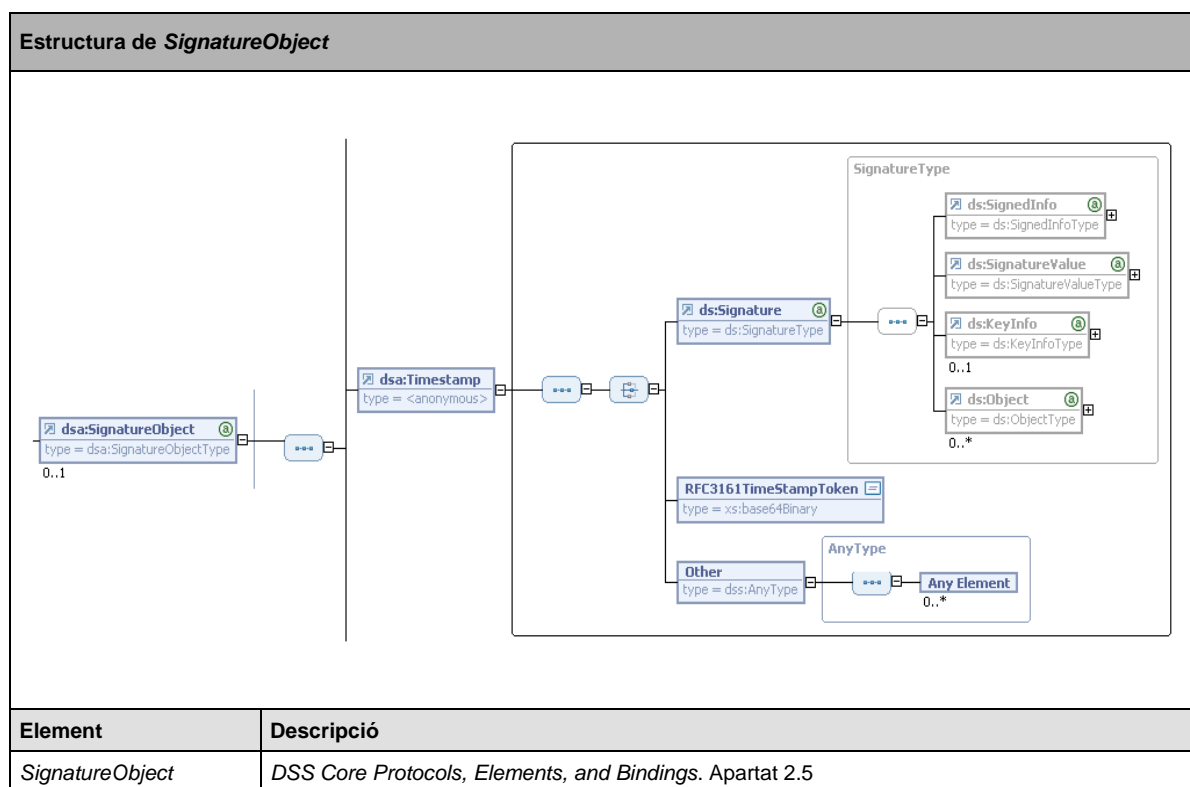 Estructura de SignatureObject
SignatureType
ds:SignedInfo
type = ds:SignedInfoType
ds:SignatureValue
type = ds:SignatureValueType
ds:Signature
type = ds:SignatureType
ds:KeyInfo
type = ds:KeyInfoType
0..1
dsa:Timestamp
type = <anonymous>
ds:Object
type = ds:ObjectType
0..*
dsa:SignatureObject
type = dsa:SignatureObjectType
0..1
RFC3161TimeStampToken
type = xs:base64Binary
AnyType
Other
type = dss:AnyType
Any Element
0..*
Element Descripció
SignatureObject DSS Core Protocols, Elements, and Bindings. Apartat 2.5